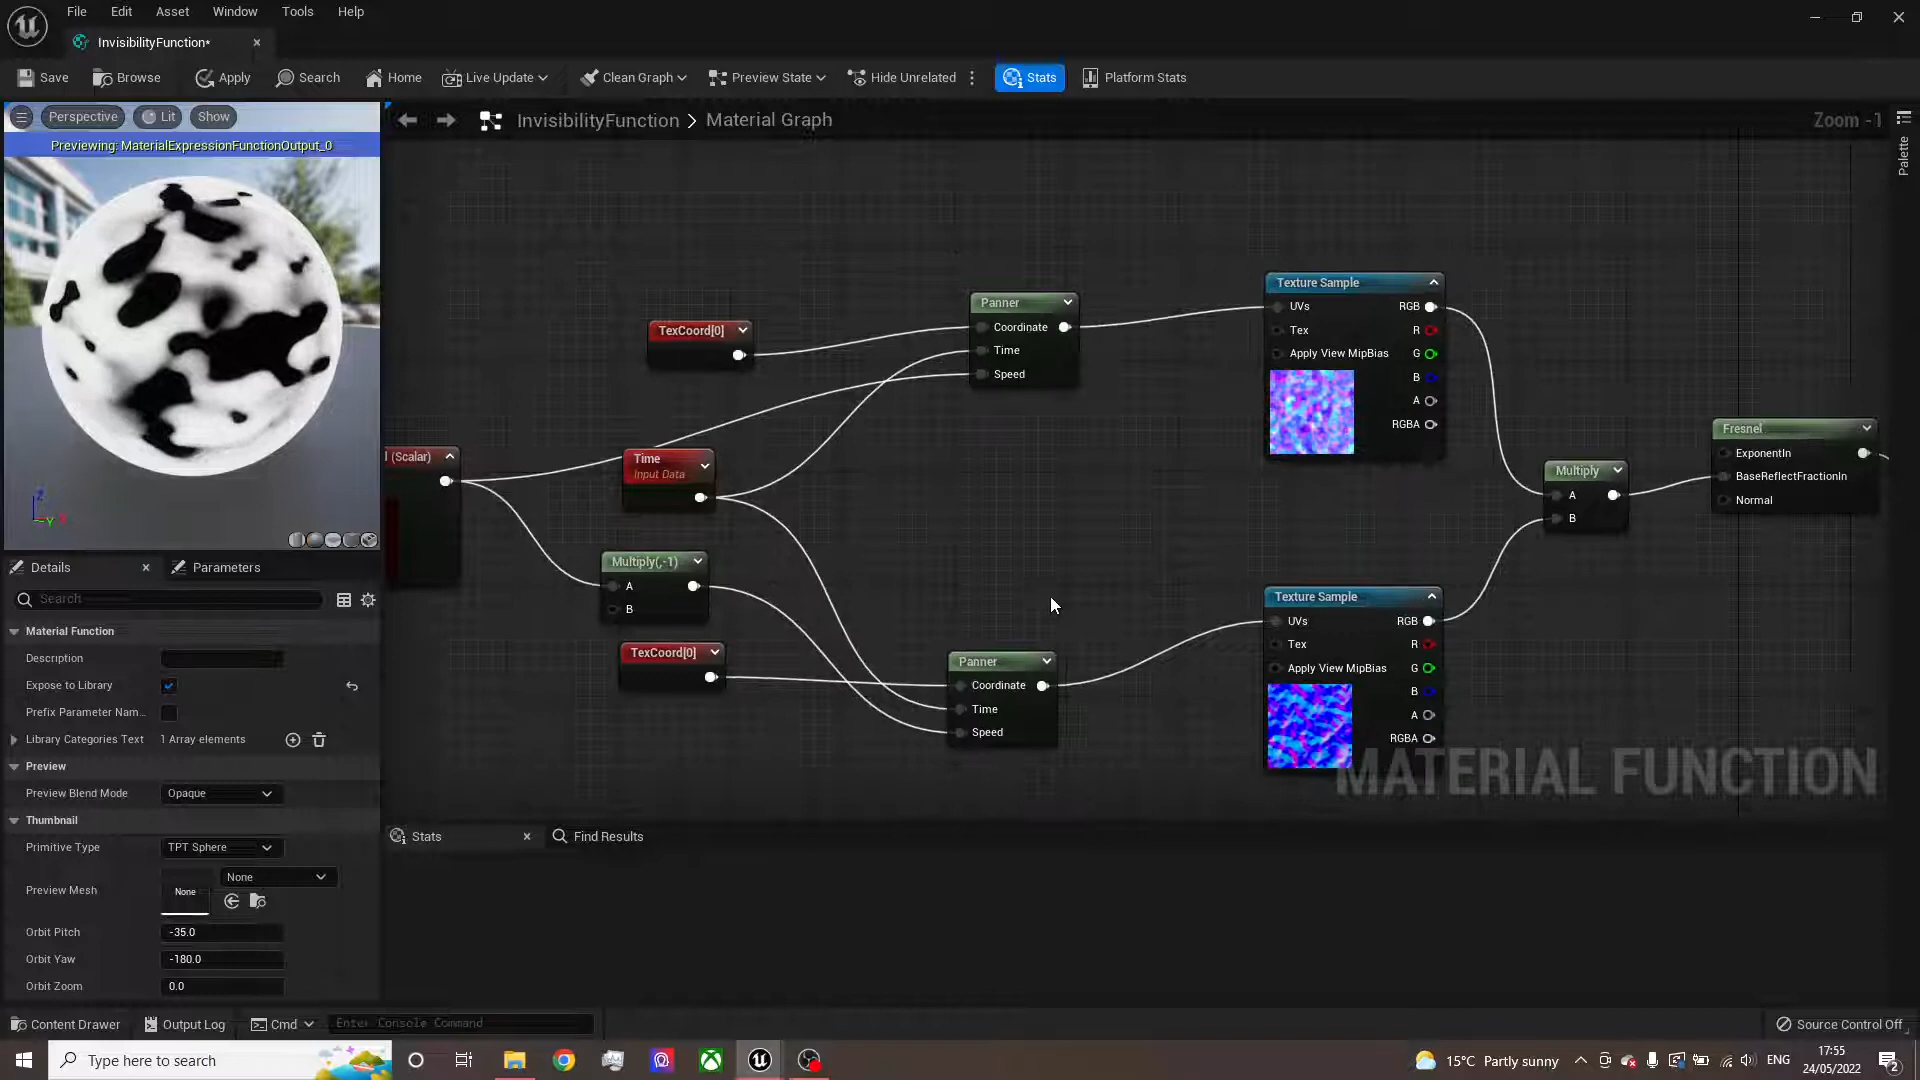 File Edit Asset Window Tools Help
InvisibilityFunction*
Save Browse Apply Search Home Live Update Clean Graph Preview State Hide Unrelated Stats Platform Stats
Perspective Lit Show
Previewing: MaterialExpressionFunctionOutput_0
InvisibilityFunction > Material Graph
Zoom -1
Palette
Texture Sample
UVs RGB
Tex R
Apply View MipBias G
B
A
RGBA
Panner
Coordinate
Time
Speed
TexCoord[0]
l (Scalar)
Time
Input Data
Fresnel
ExponentIn
BaseReflectFractionIn
Normal
Multiply
A
B
Multiply(,-1)
A
B
TexCoord[0]
Panner
Coordinate
Time
Speed
Texture Sample
UVs RGB
Tex R
Apply View MipBias G
B
A
RGBA
MATERIAL FUNCTION
Z
Y
X
Details Parameters
Search
Material Function
Description
Expose to Library
Prefix Parameter Nam...
Library Categories Text 1 Array elements
Preview
Preview Blend Mode Opaque
Thumbnail
Primitive Type TPT Sphere
Preview Mesh None None
Orbit Pitch -35.0
Orbit Yaw -180.0
Orbit Zoom 0.0
Stats Find Results
Content Drawer Output Log Cmd Enter Console Command
Source Control Off
Type here to search
15°C Partly sunny
ENG
17:55
24/05/2022
2